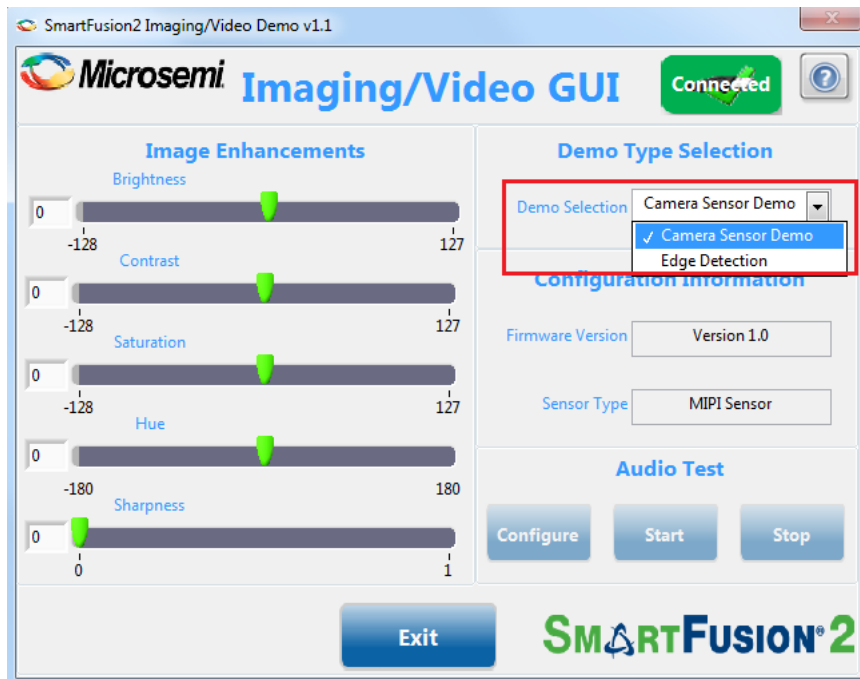 SmartFusion2 Imaging/Video Demo v1.1
Microsemi.
Imaging/Video GUI
Connected
?
Image Enhancements
Brightness
0
-128
127
Contrast
0
-128
127
Saturation
0
-128
127
Hue
0
-180
180
Sharpness
0
0
1
Demo Type Selection
Demo Selection
Camera Sensor Demo
✓ Camera Sensor Demo
Edge Detection
Configuration Information
Firmware Version
Version 1.0
Sensor Type
MIPI Sensor
Audio Test
Configure
Start
Stop
Exit
SMARTFUSION®2